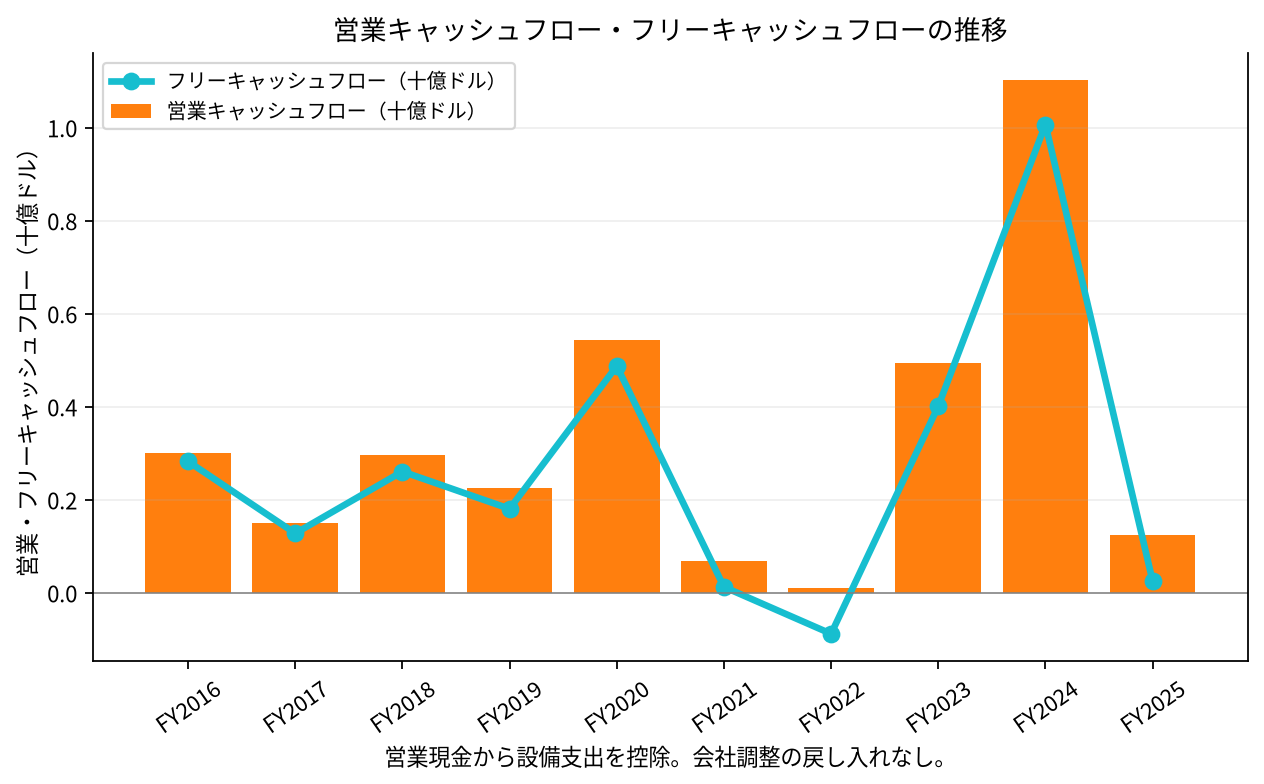 営業キャッシュフロー・フリーキャッシュフローの推移
フリーキャッシュフロー（十億ドル）
営業キャッシュフロー（十億ドル）
営業・フリーキャッシュフロー（十億ドル）
1.0
0.8
0.6
0.4
0.2
0.0
FY2016
FY2017
FY2018
FY2019
FY2020
FY2021
FY2022
FY2023
FY2024
FY2025
営業現金から設備支出を控除。会社調整の戻し入れなし。